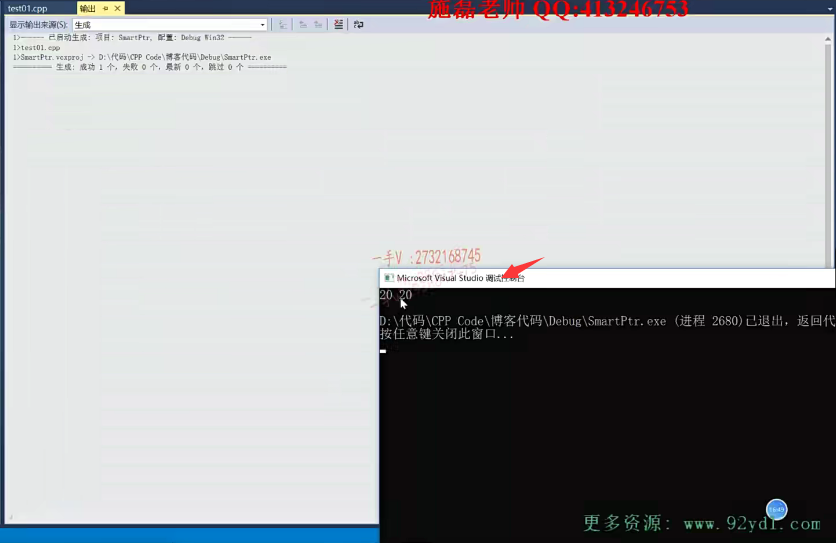 施磊老师 QQ:413246753
test01.cpp
输出
显示输出来源(S): 生成
1>------ 已启动生成: 项目: SmartPtr, 配置: Debug Win32 ------
1>test01.cpp
1>SmartPtr.vcxproj -> D:\代码\CPP Code\博客代码\Debug\SmartPtr.exe
========== 生成: 成功 1 个，失败 0 个，最新 0 个，跳过 0 个 ==========
一手V :2732168745
Microsoft Visual Studio 调试控制台
20 20
D:\代码\CPP Code\博客代码\Debug\SmartPtr.exe (进程 2680)已退出，返回代
按任意键关闭此窗口...
更多资源: www.92ydl.com